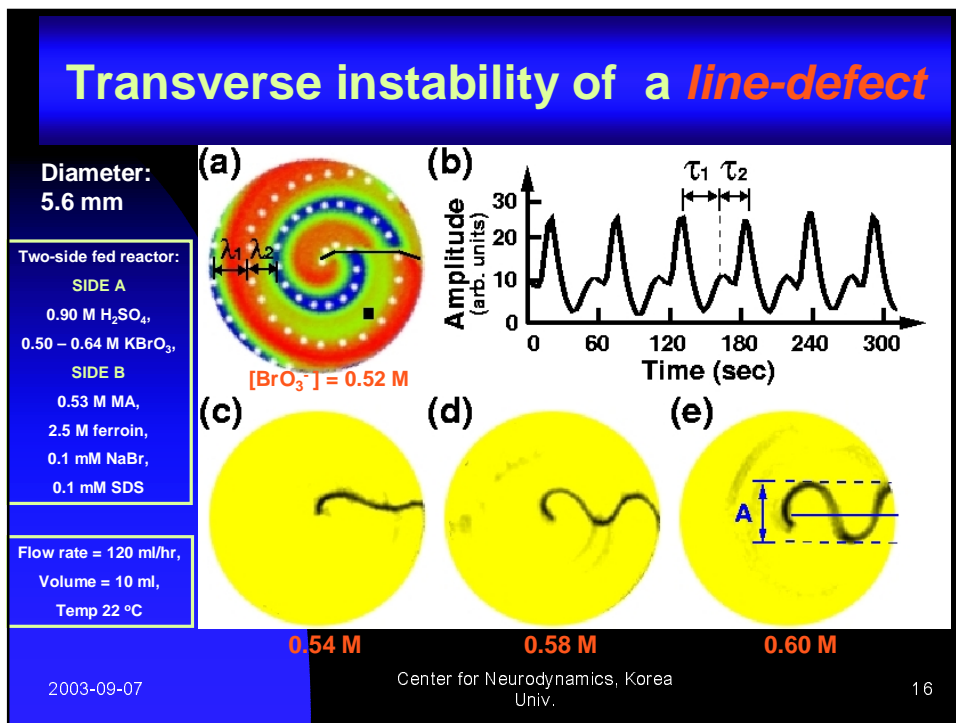 Transverse instability of a line-defect
Diameter:
5.6 mm
Two-side fed reactor:
SIDE A
0.90 M H₂SO₄,
0.50 – 0.64 M KBrO₃,
SIDE B
0.53 M MA,
2.5 M ferroin,
0.1 mM NaBr,
0.1 mM SDS
Flow rate = 120 ml/hr,
Volume = 10 ml,
Temp 22 °C
(a)
λ₁ λ₂
[BrO₃⁻] = 0.52 M
(b)
τ₁ τ₂
Amplitude
(arb. units)
30
20
10
0
0 60 120 180 240 300
Time (sec)
(c)
(d)
(e)
A
0.54 M
0.58 M
0.60 M
2003-09-07
Center for Neurodynamics, Korea
Univ.
16